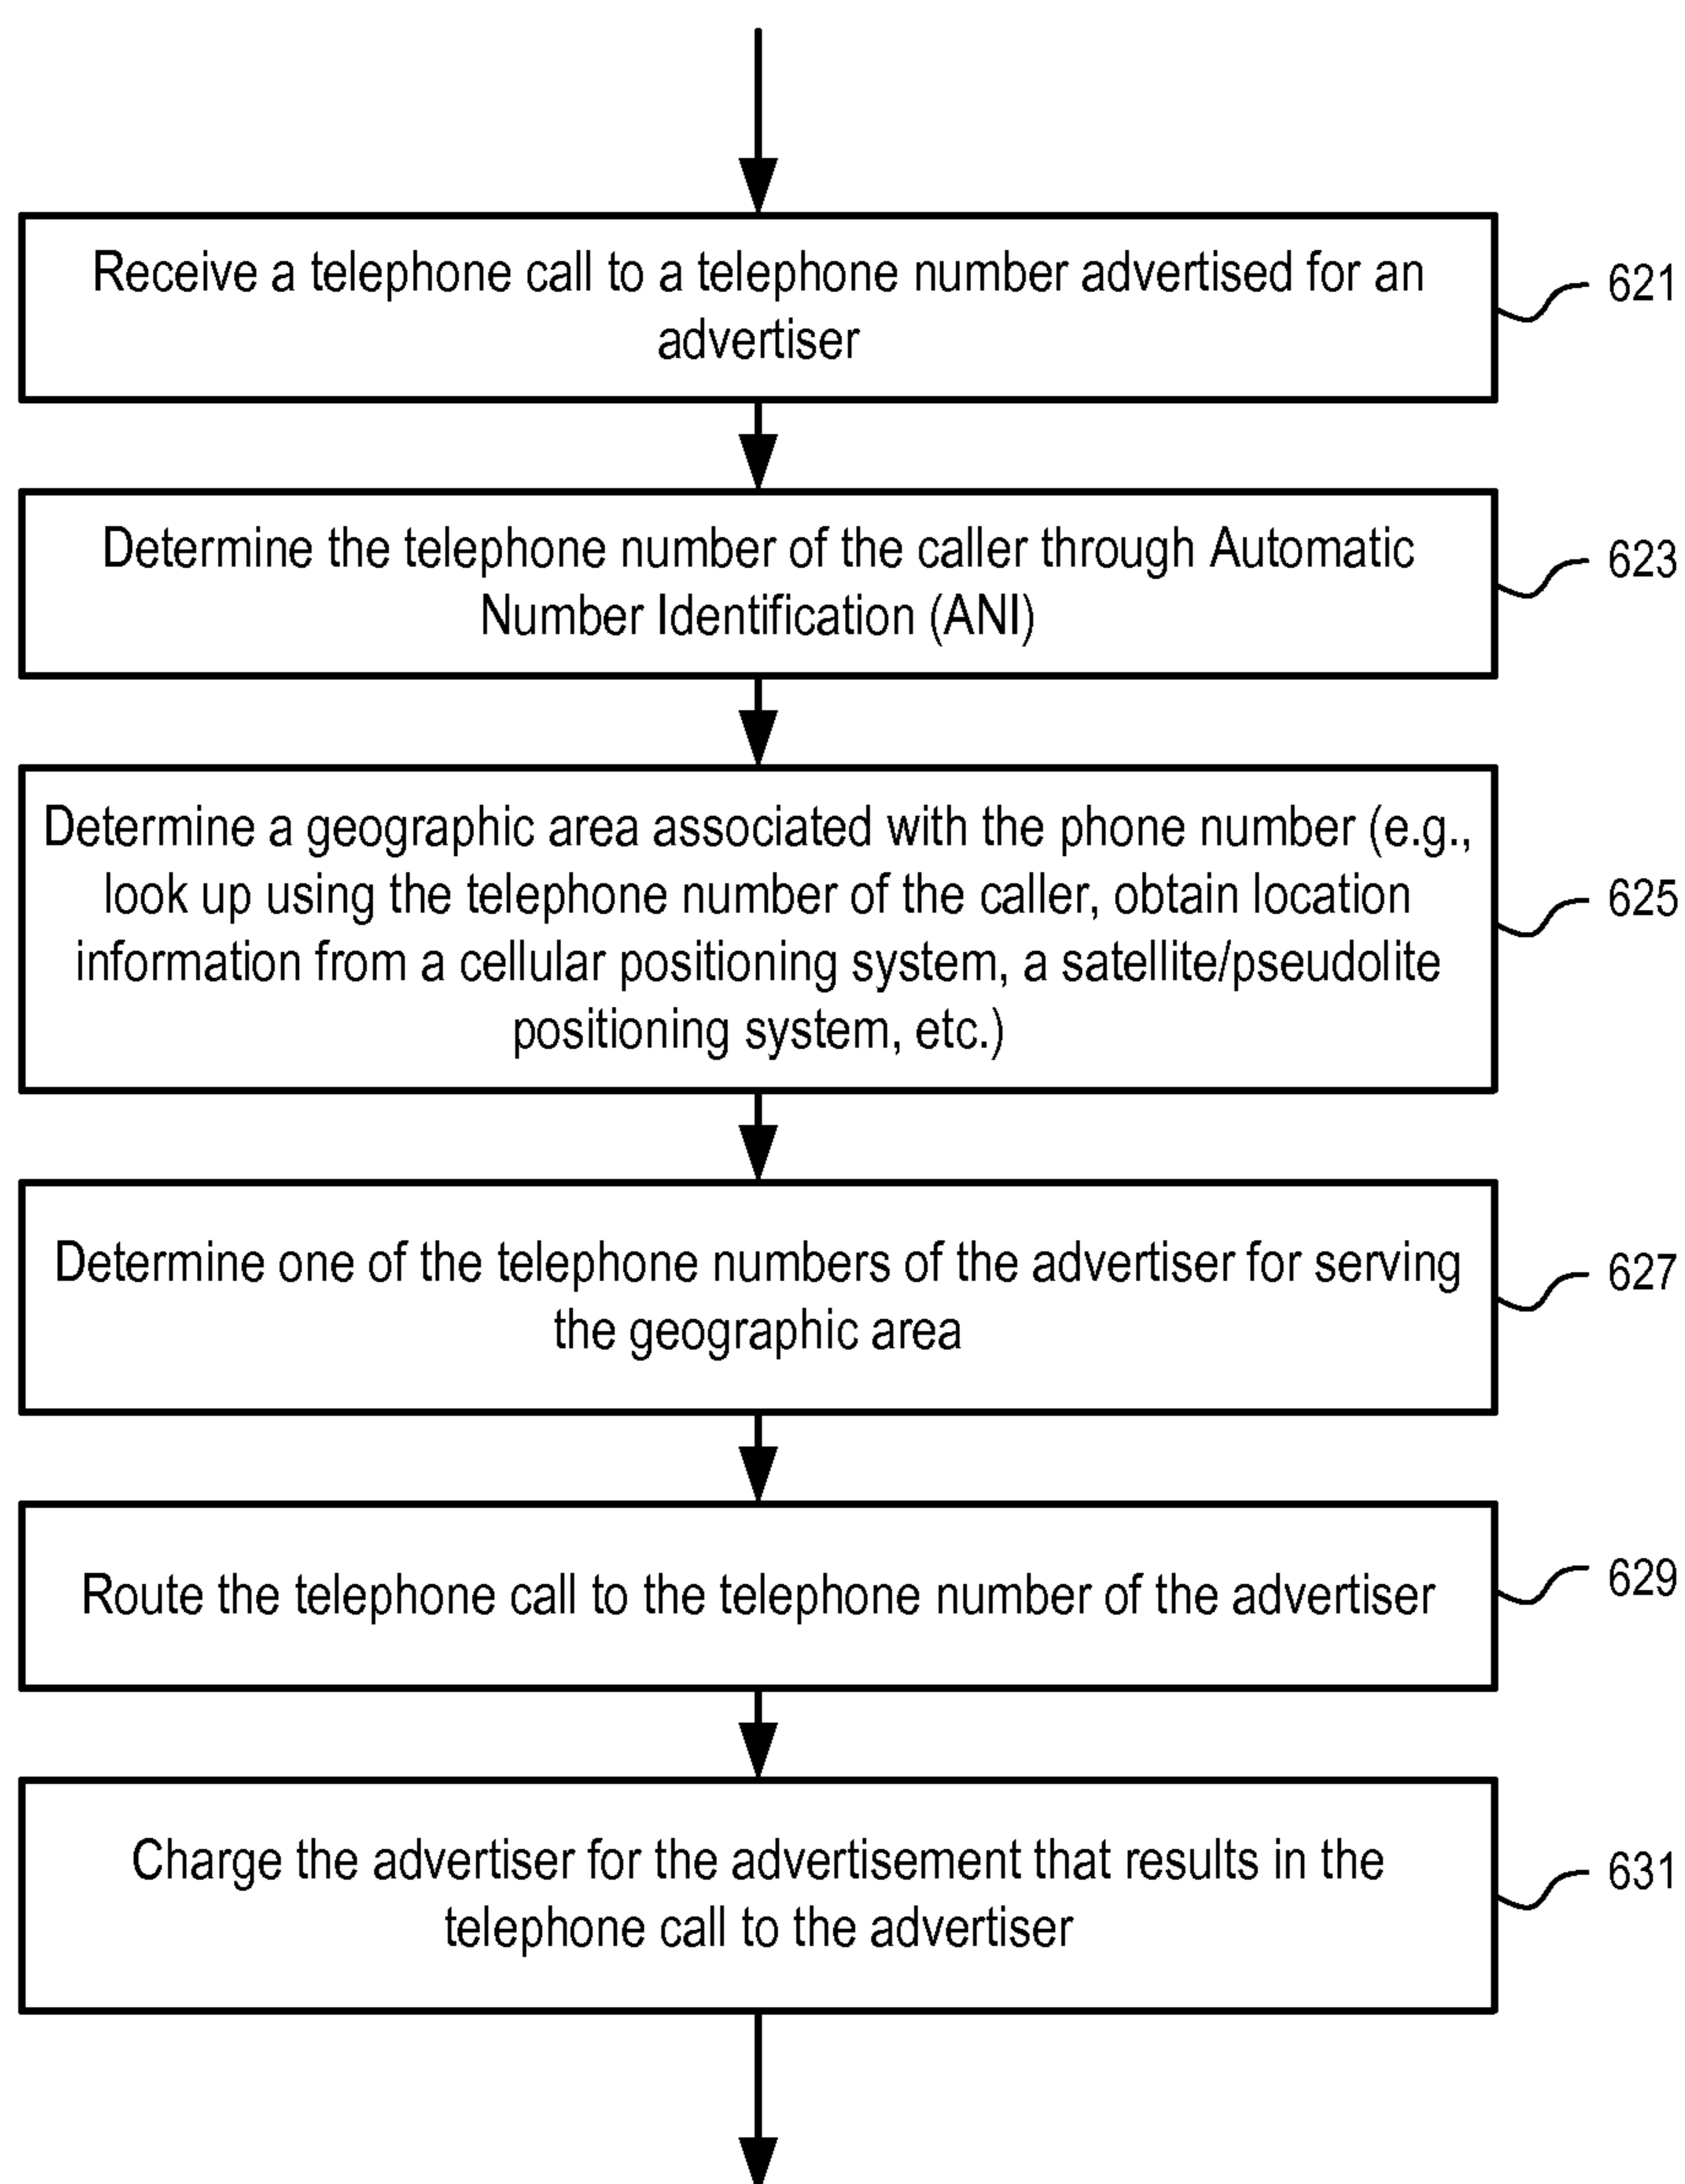 Receive a telephone call to a telephone number advertised for an
advertiser
621
Determine the telephone number of the caller through Automatic
Number Identification (ANI)
623
Determine a geographic area associated with the phone number (e.g.,
look up using the telephone number of the caller, obtain location
information from a cellular positioning system, a satellite/pseudolite
positioning system, etc.)
625
Determine one of the telephone numbers of the advertiser for serving
the geographic area
627
Route the telephone call to the telephone number of the advertiser
629
Charge the advertiser for the advertisement that results in the
telephone call to the advertiser
631